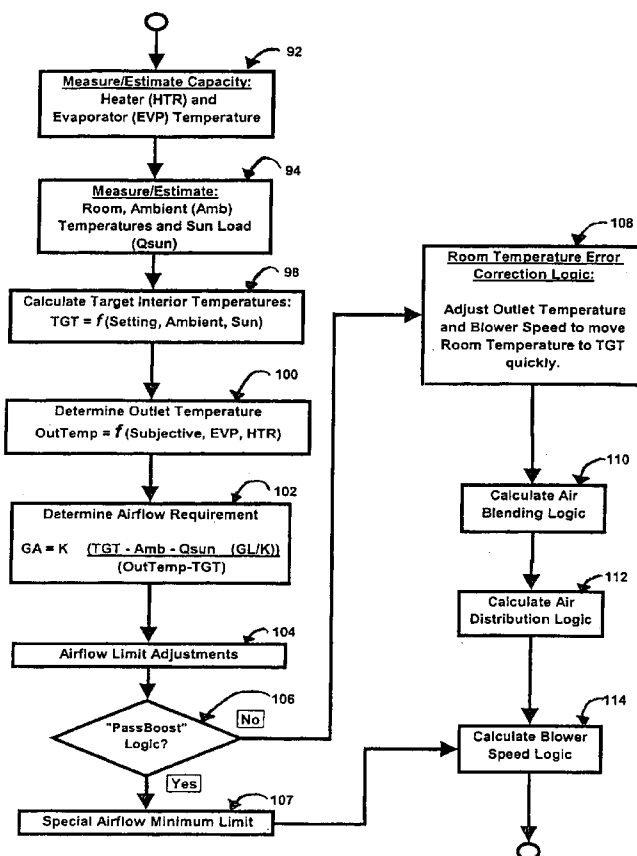 92
Measure/Estimate Capacity:
Heater (HTR) and
Evaporator (EVP) Temperature
94
Measure/Estimate:
Room, Ambient (Amb)
Temperatures and Sun Load
(Qsun)
98
Calculate Target Interior Temperatures:
TGT = f (Setting, Ambient, Sun)
100
Determine Outlet Temperature
OutTemp = f (Subjective, EVP, HTR)
102
Determine Airflow Requirement
GA = K (TGT - Amb - Qsun (GL/K))
(OutTemp-TGT)
104
Airflow Limit Adjustments
106
"PassBoost"
Logic?
No
Yes
107
Special Airflow Minimum Limit
108
Room Temperature Error
Correction Logic:
Adjust Outlet Temperature
and Blower Speed to move
Room Temperature to TGT
quickly.
110
Calculate Air
Blending Logic
112
Calculate Air
Distribution Logic
114
Calculate Blower
Speed Logic